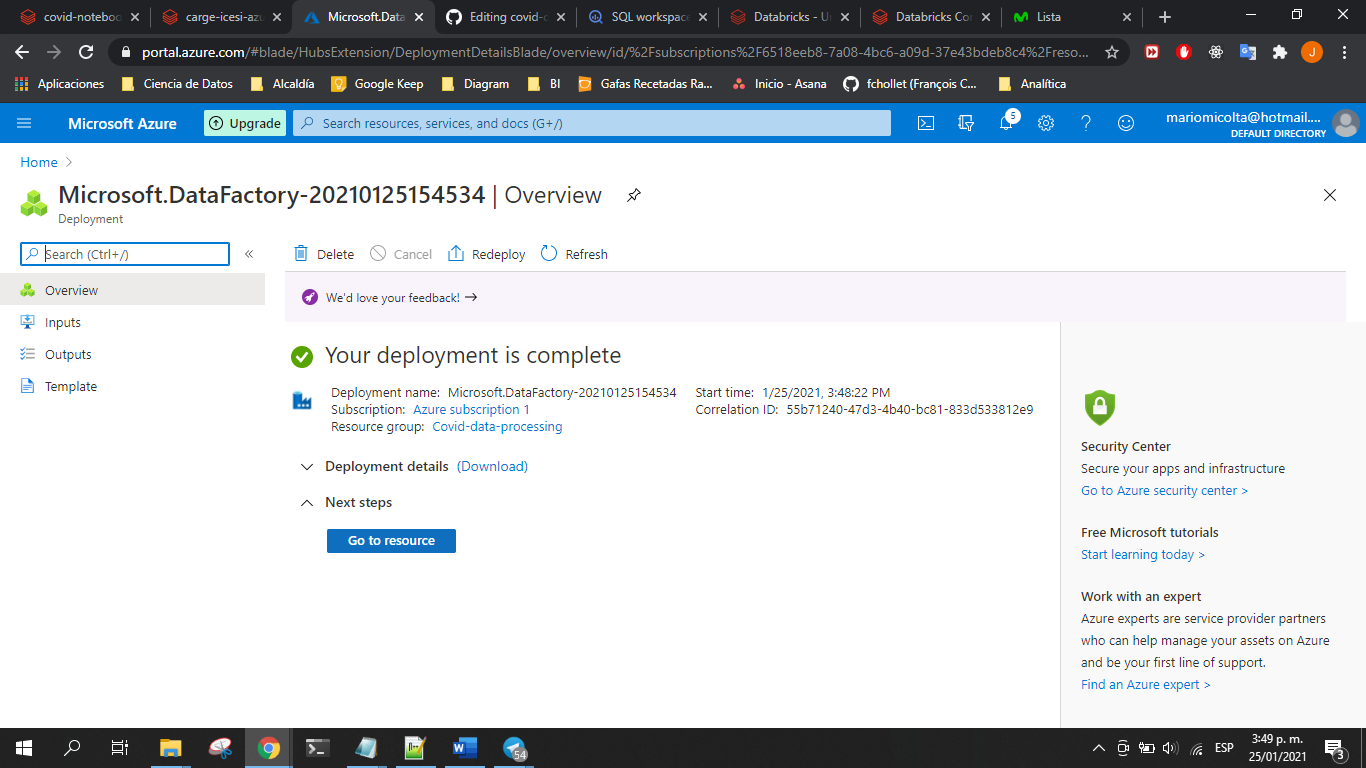 covid-noteboo
carge-icesi-azu
Microsoft.Data
Editing covid-d
SQL workspace
Databricks - Un
Databricks Con
Lista
portal.azure.com/#blade/HubsExtension/DeploymentDetailsBlade/overview/id/%2Fsubscriptions%2F6518eeb8-7a08-4bc6-a09d-37e43bdeb8c4%2Freso...
J
Aplicaciones
Ciencia de Datos
Alcaldía
Google Keep
Diagram
BI
Gafas Recetadas Ra...
Inicio - Asana
fchollet (François C...
Analítica
Microsoft Azure
Upgrade
Search resources, services, and docs (G+/)
5
mariomicolta@hotmail....
DEFAULT DIRECTORY
Home >
Microsoft.DataFactory-20210125154534 | Overview
Deployment
Search (Ctrl+/)
«
Delete
Cancel
Redeploy
Refresh
Overview
Inputs
Outputs
Template
We'd love your feedback! →
Your deployment is complete
Deployment name: Microsoft.DataFactory-20210125154534
Subscription: Azure subscription 1
Resource group: Covid-data-processing
Start time: 1/25/2021, 3:48:22 PM
Correlation ID: 55b71240-47d3-4b40-bc81-833d533812e9
Deployment details (Download)
Next steps
Go to resource
Security Center
Secure your apps and infrastructure
Go to Azure security center >
Free Microsoft tutorials
Start learning today >
Work with an expert
Azure experts are service provider partners
who can help manage your assets on Azure
and be your first line of support.
Find an Azure expert >
54
ESP
3:49 p. m.
25/01/2021
3